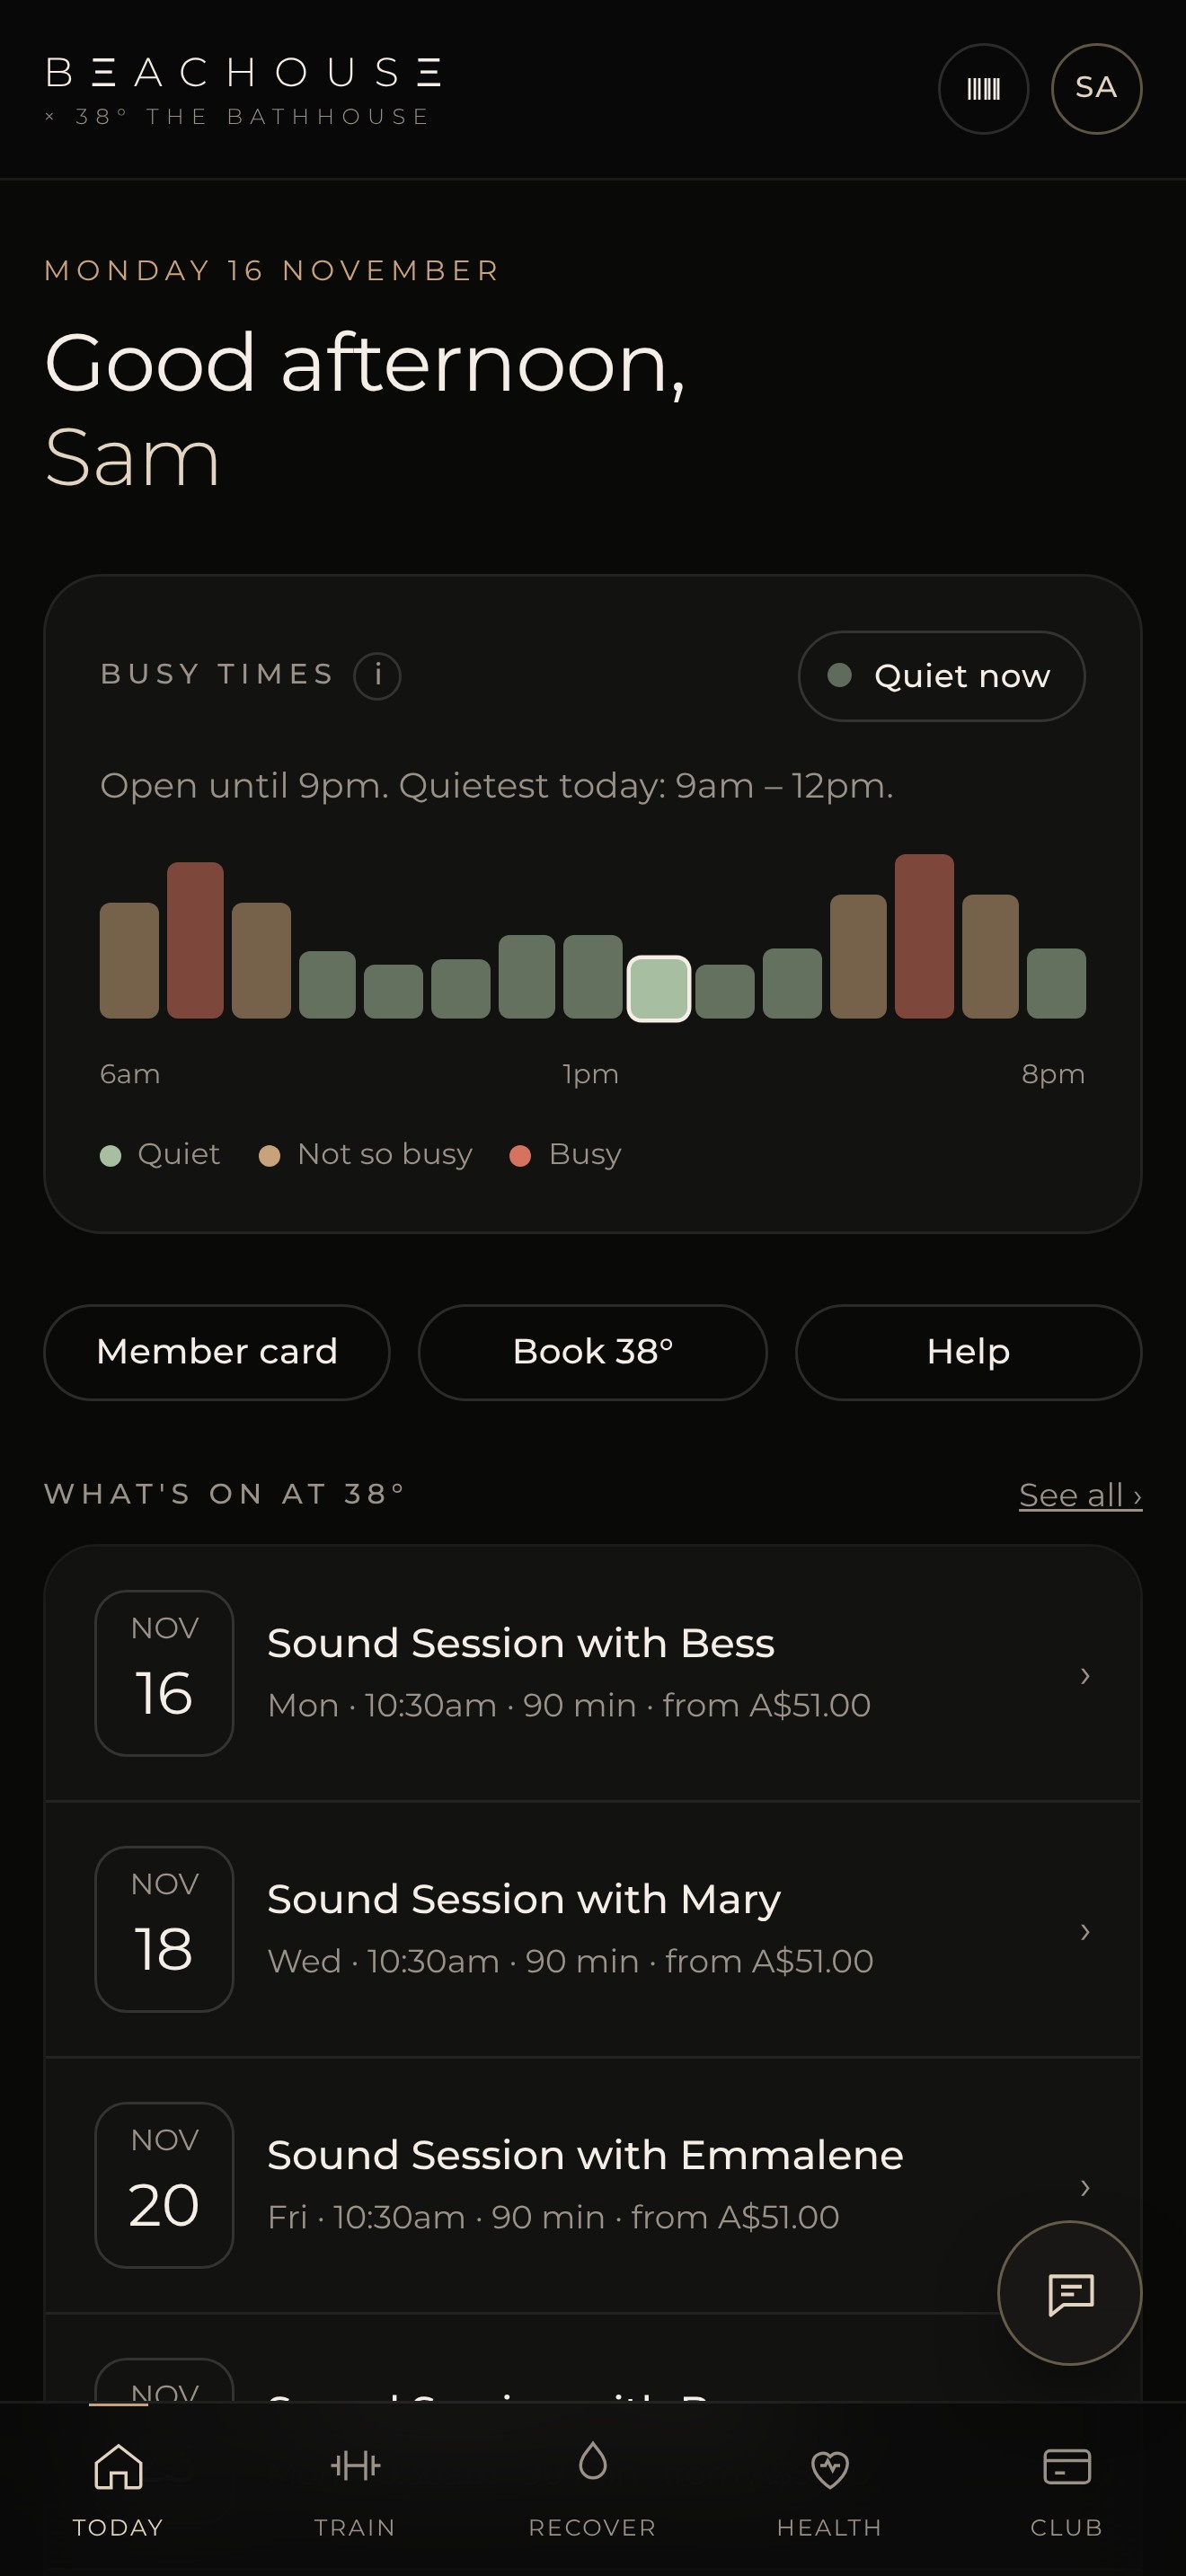 BΞACHOUSΞ
× 38° THE BATHHOUSE
SA
MONDAY 16 NOVEMBER
Good afternoon,
Sam
BUSY TIMES i
Quiet now
Open until 9pm. Quietest today: 9am – 12pm.
6am 1pm 8pm
Quiet Not so busy Busy
Member card Book 38° Help
WHAT'S ON AT 38° See all ›
NOV
16
Sound Session with Bess
Mon · 10:30am · 90 min · from A$51.00
›
NOV
18
Sound Session with Mary
Wed · 10:30am · 90 min · from A$51.00
›
NOV
20
Sound Session with Emmalene
Fri · 10:30am · 90 min · from A$51.00
›
NOV
Sound Session with
TODAY TRAIN RECOVER HEALTH CLUB